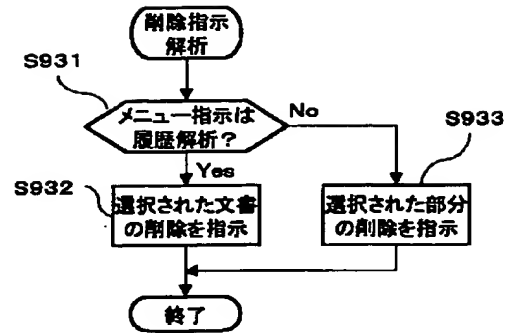 削除指示
解析
S931
メニュー指示は
履歴解析？
No
S933
Yes
S932
選択された文書
の削除を指示
選択された部分
の削除を指示
終了